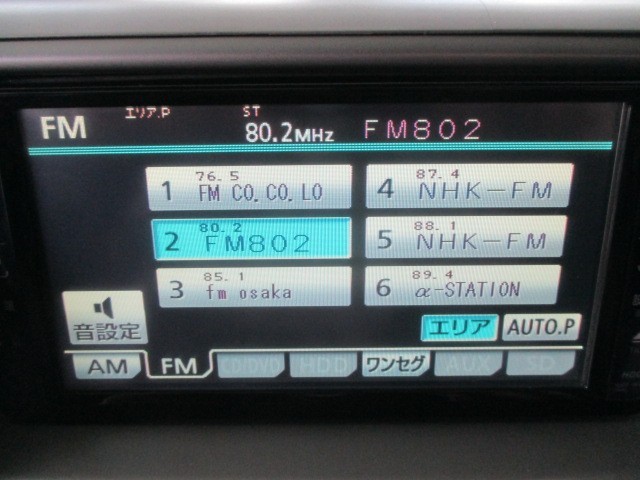 FM エリア.P ST 80.2MHz FM802
76.5
1 FM CO.CO.LO
87.4
4 NHK-FM
80.2
2 FM802
88.1
5 NHK-FM
85.1
3 fm osaka
89.4
6 α-STATION
音設定
エリア AUTO.P
AM FM CD/DVD HDD ワンセグ AUX SD